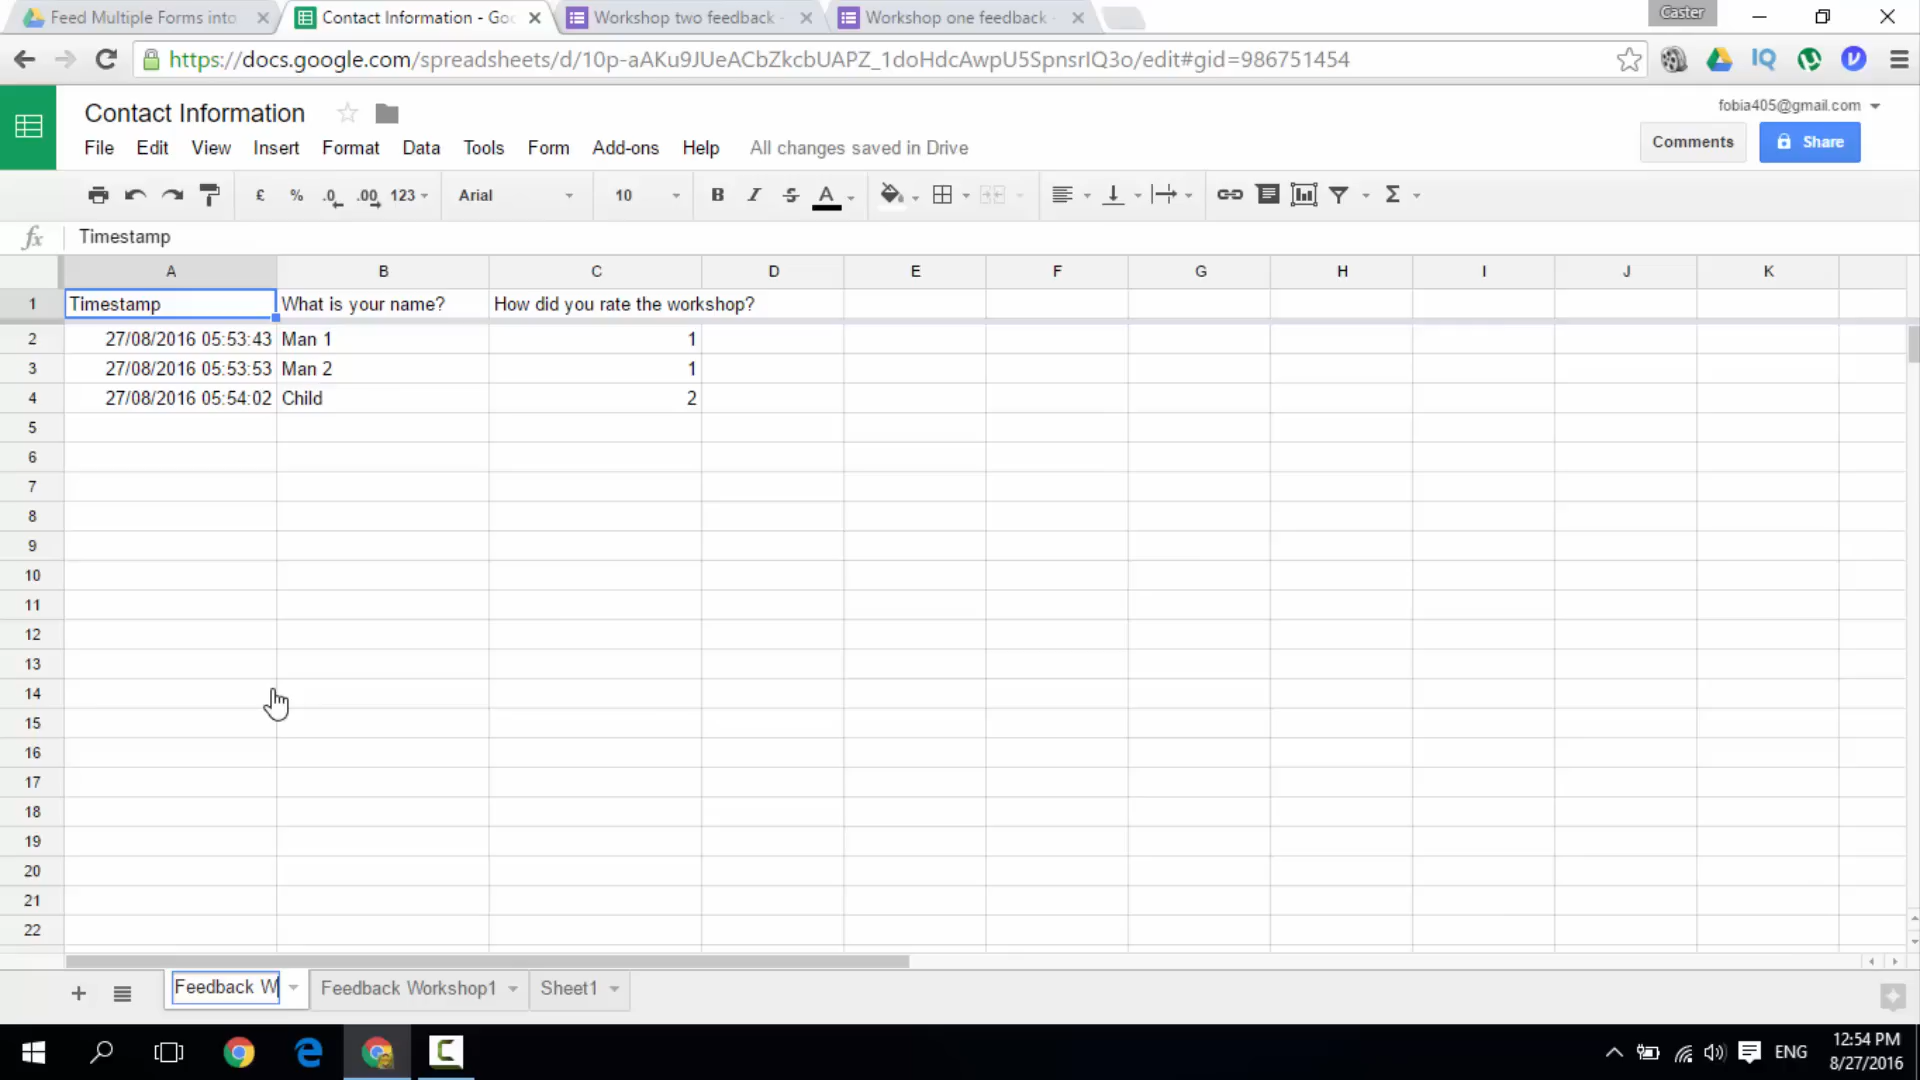 Feed Multiple Forms into
Contact Information - Goo
Workshop two feedback -
Workshop one feedback -
Caster
https://docs.google.com/spreadsheets/d/10p-aAKu9JUeACbZkcbUAPZ_1doHdcAwpU5SpnsrIQ3o/edit#gid=986751454
IQ
Contact Information
fobia405@gmail.com
File Edit View Insert Format Data Tools Form Add-ons Help All changes saved in Drive
Comments
Share
£ % .0 .00 123 Arial 10 B I S A Σ
fx Timestamp
A B C D E F G H I J K
1 Timestamp What is your name? How did you rate the workshop?
2 27/08/2016 05:53:43 Man 1 1
3 27/08/2016 05:53:53 Man 2 1
4 27/08/2016 05:54:02 Child 2
5
6
7
8
9
10
11
12
13
14
15
16
17
18
19
20
21
22
Feedback W Feedback Workshop1 Sheet1
ENG
12:54 PM
8/27/2016